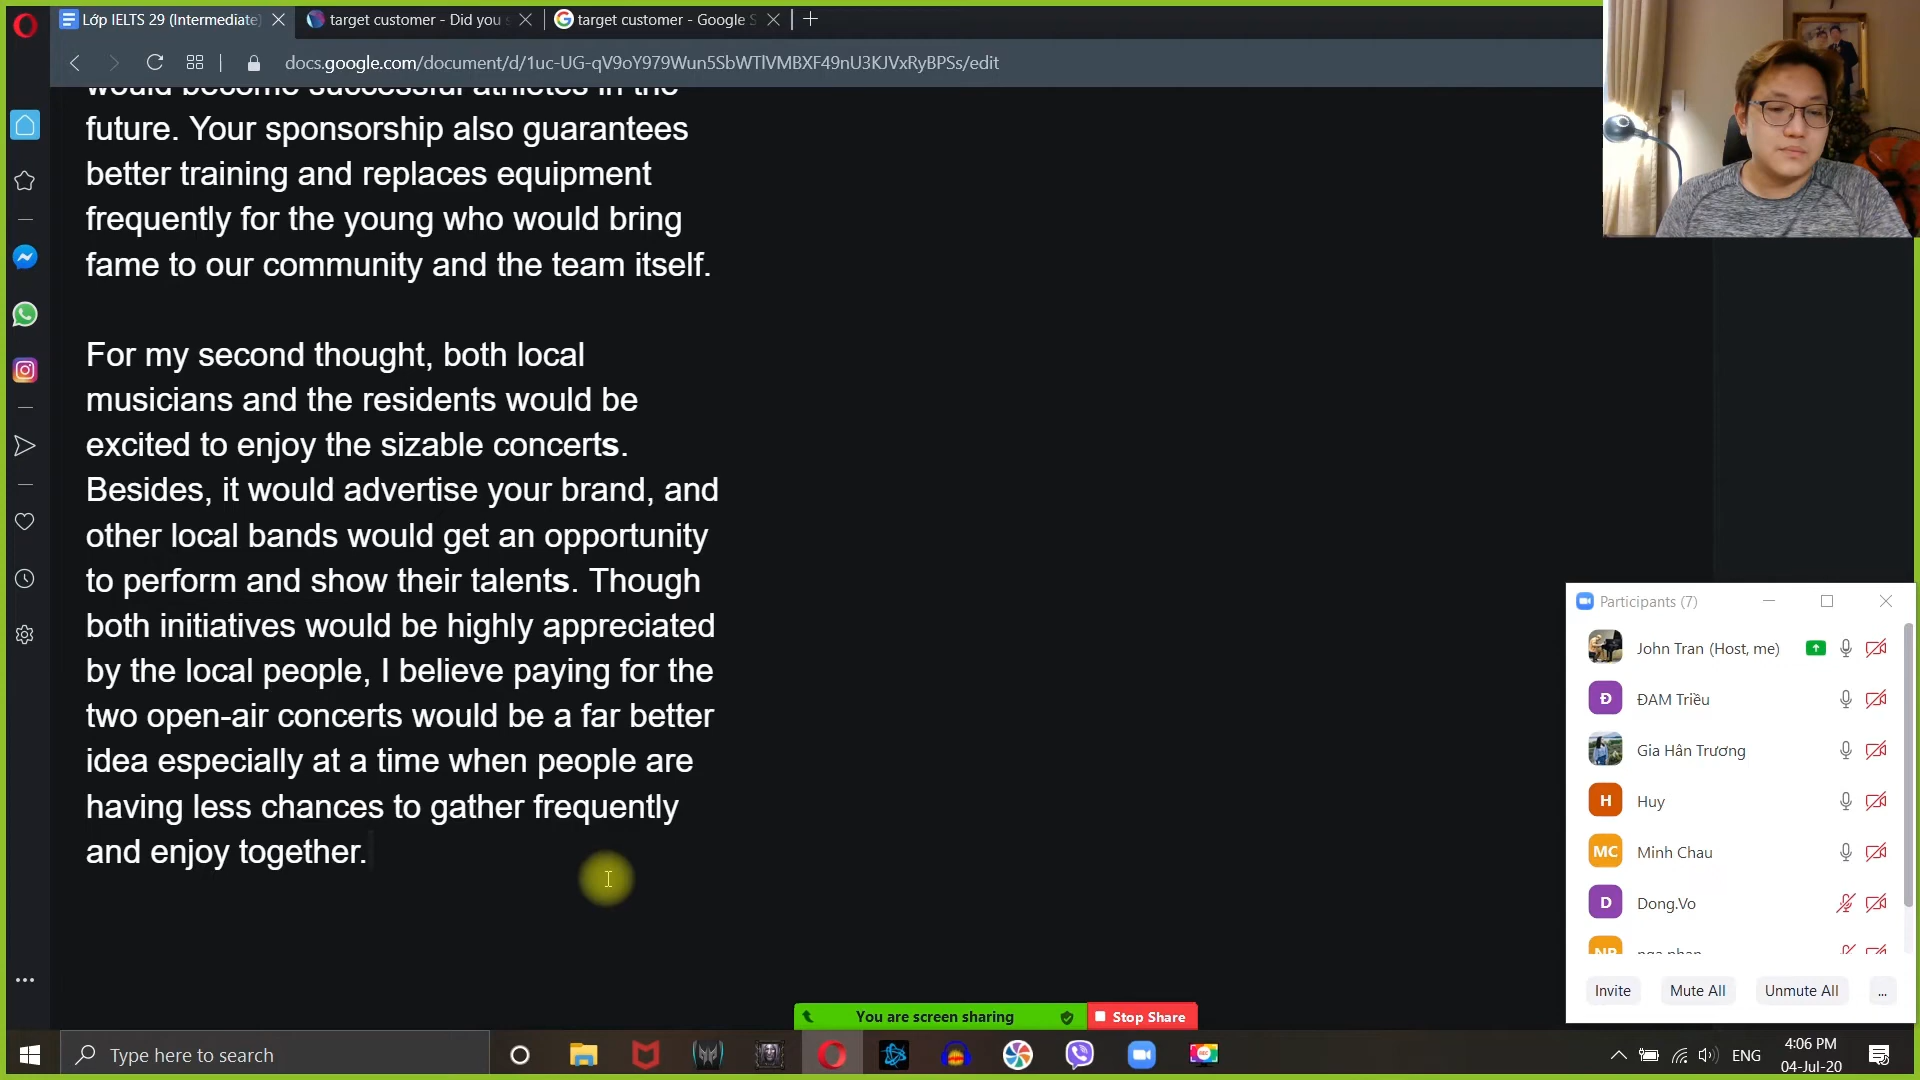 Lớp IELTS 29 (Intermediate)
target customer - Did you
target customer - Google S
docs.google.com/document/d/1uc-UG-qV9oY979Wun5SbWTlVMBXF49nU3KJVxRyBPSs/edit
would become successful athletes in the
future. Your sponsorship also guarantees
better training and replaces equipment
frequently for the young who would bring
fame to our community and the team itself.
For my second thought, both local
musicians and the residents would be
excited to enjoy the sizable concerts.
Besides, it would advertise your brand, and
other local bands would get an opportunity
to perform and show their talents. Though
both initiatives would be highly appreciated
by the local people, I believe paying for the
two open-air concerts would be a far better
idea especially at a time when people are
having less chances to gather frequently
and enjoy together.
Participants (7)
John Tran (Host, me)
Đ ĐAM Triều
Gia Hân Trương
H Huy
MC Minh Chau
D Dong.Vo
Invite Mute All Unmute All ...
You are screen sharing Stop Share
Type here to search
ENG
4:06 PM
04-Jul-20